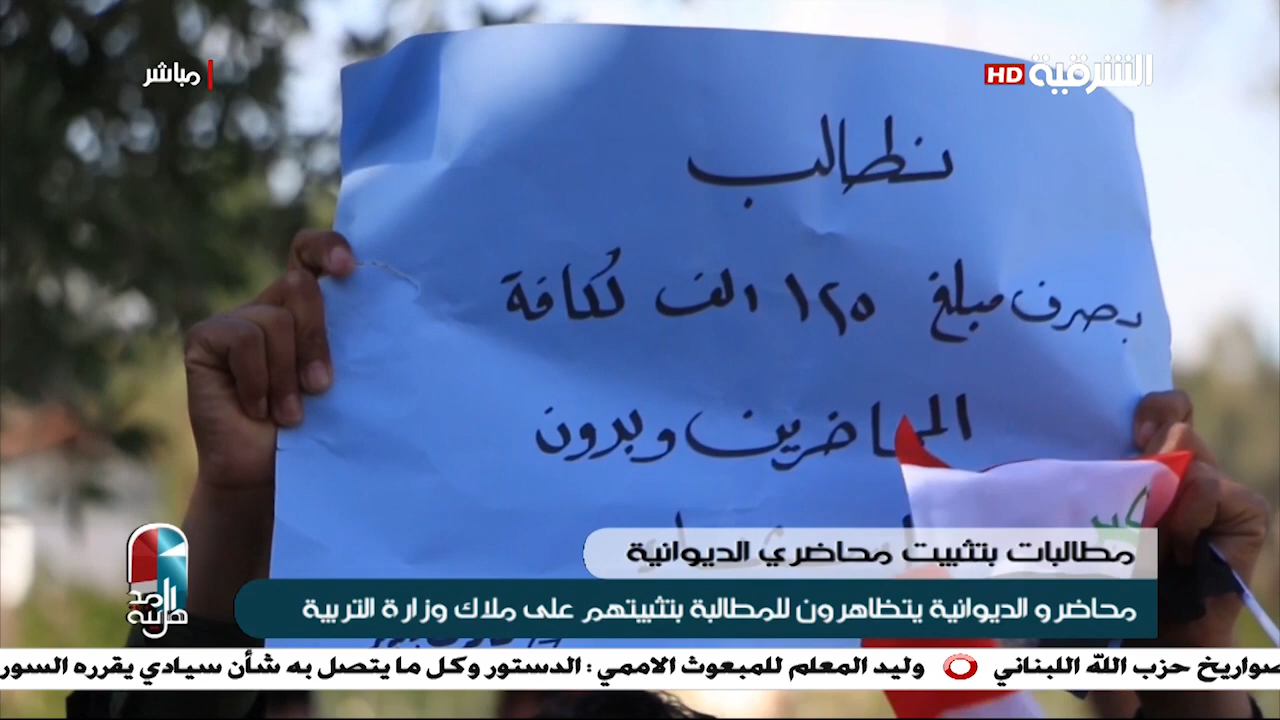 مباشر
الشرقية HD
نطالب
بصرف مبلغ ١٢٥ الف لكافة
المحاضرين وبدون
مطالبات بتثبيت محاضري الديوانية
محاضرو الديوانية يتظاهرون للمطالبة بتثبيتهم على ملاك وزارة التربية
صواريخ حزب الله اللبناني وليد المعلم للمبعوث الاممي : الدستور وكل ما يتصل به شأن سيادي يقرره السور